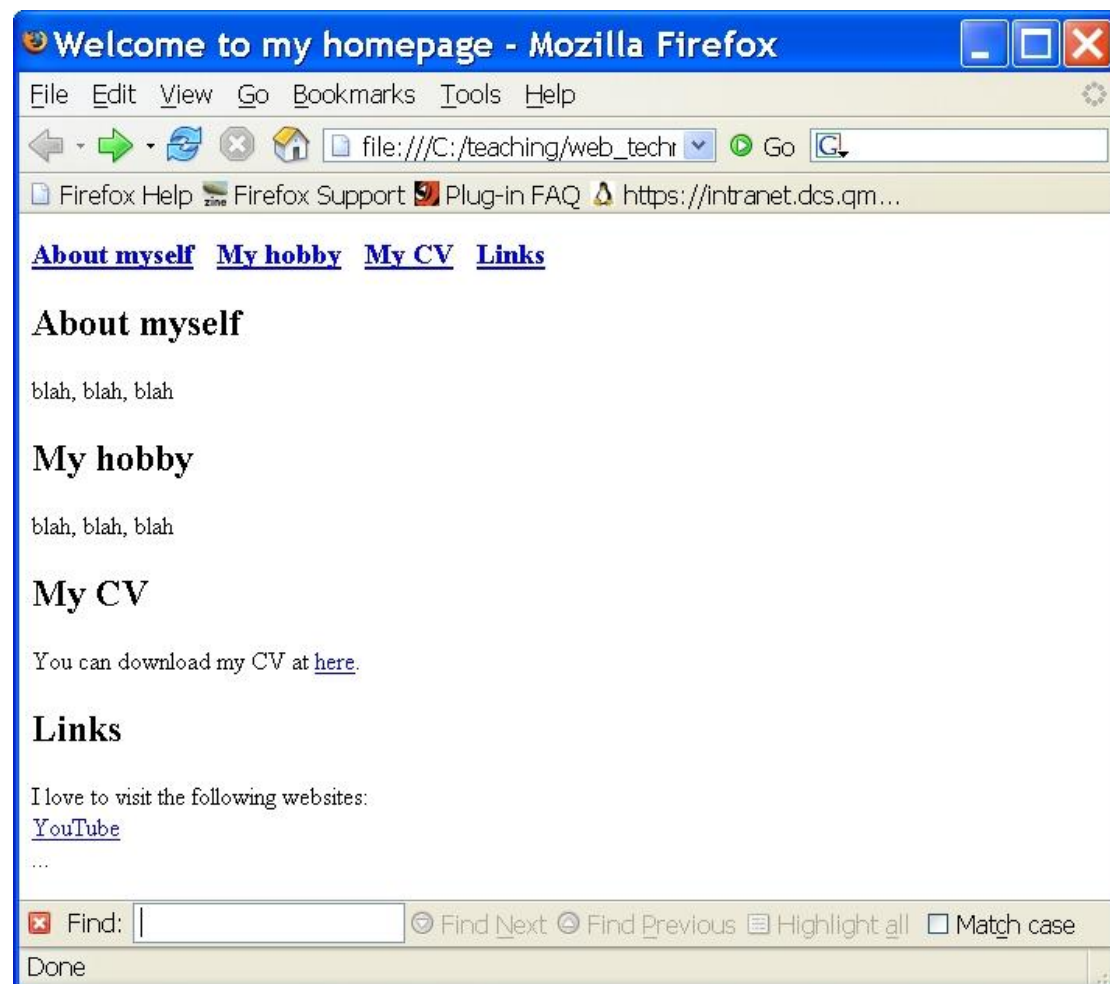 Welcome to my homepage - Mozilla Firefox
File Edit View Go Bookmarks Tools Help
file:///C:/teaching/web_techn Go G
Firefox Help Firefox Support Plug-in FAQ https://intranet.dcs.qm...
About myself My hobby My CV Links
About myself
blah, blah, blah
My hobby
blah, blah, blah
My CV
You can download my CV at here.
Links
I love to visit the following websites:
YouTube
...
Find: Find Next Find Previous Highlight all Match case
Done